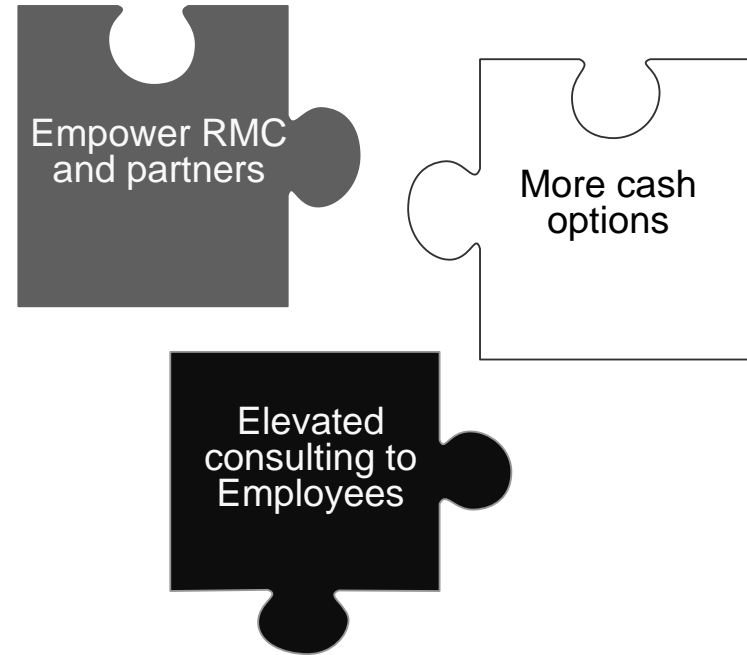 Empower RMC
and partners
More cash
options
Elevated
consulting to
Employees